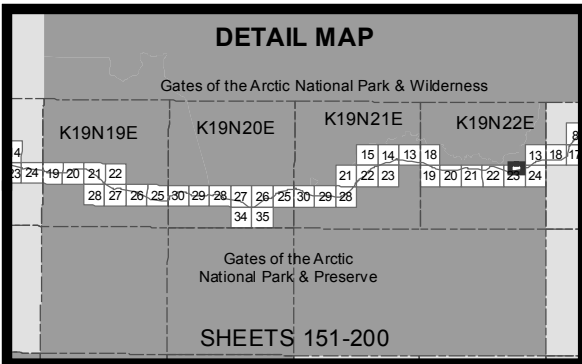 DETAIL MAP
Gates of the Arctic National Park & Wilderness
K19N19E
K19N20E
K19N21E
K19N22E
8
4
15 14 13 18
13 18 17
23 24 19 20 21 22
21 22 23
19 20 21 22 23 24
28 27 26 25 30 29 28 27 26 25 30 29 28
34 35
Gates of the Arctic
National Park & Preserve
SHEETS 151-200